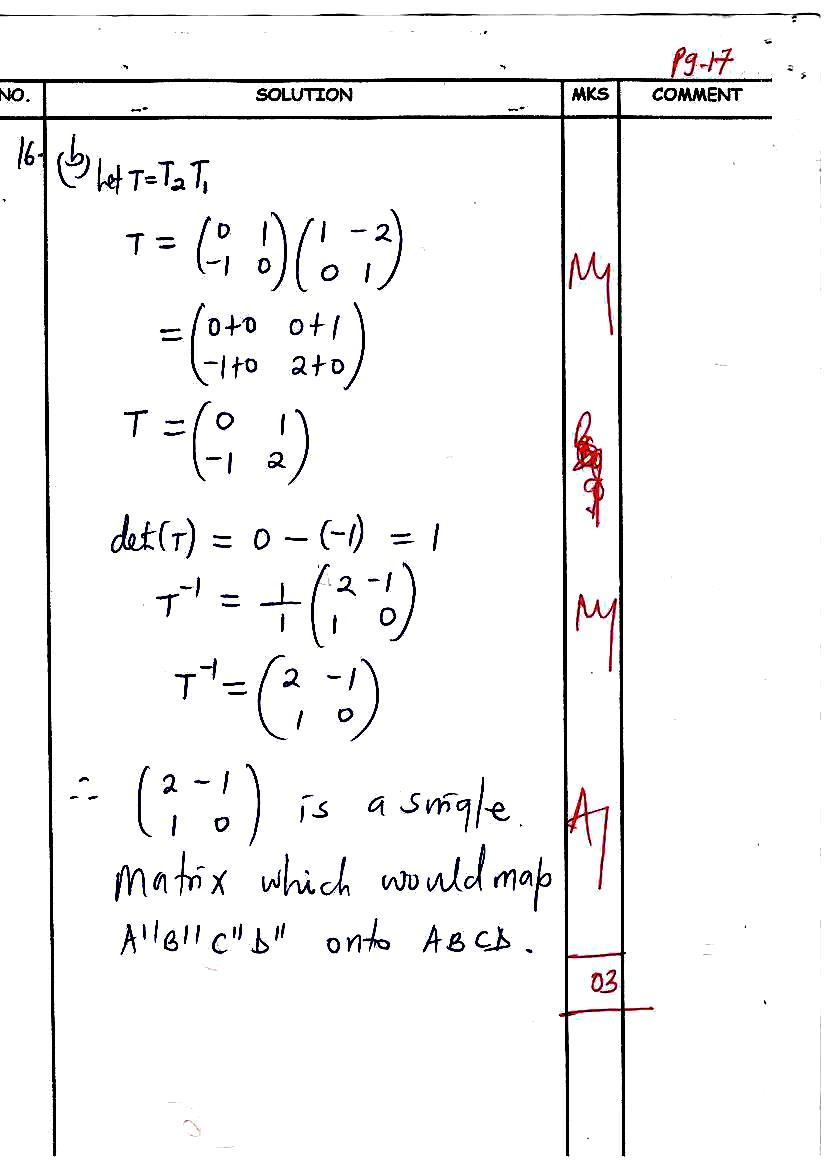 Pg-17
NO. SOLUTION MKS COMMENT
16. (b) Let T = T₂ T₁
T = (0 1 / -1 0)(1 -2 / 0 1) M1
= (0+0 0+1 / -1+0 2+0)
T = (0 1 / -1 2)
det(T) = 0 - (-1) = 1
T⁻¹ = 1/1 (2 -1 / 1 0) M1
T⁻¹ = (2 -1 / 1 0)
∴ (2 -1 / 1 0) is a single A1
Matrix which would map
A"B"C"D" onto ABCD.
03